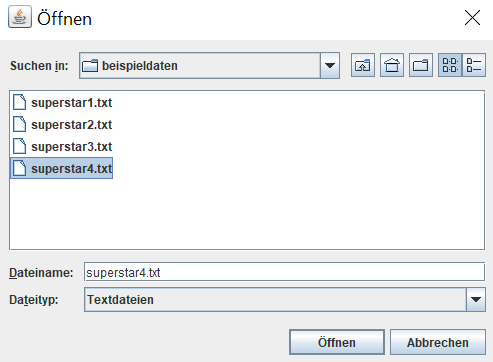 Öffnen
Suchen in: beispieldaten
superstar1.txt
superstar2.txt
superstar3.txt
superstar4.txt
Dateiname: superstar4.txt
Dateityp: Textdateien
Öffnen Abbrechen